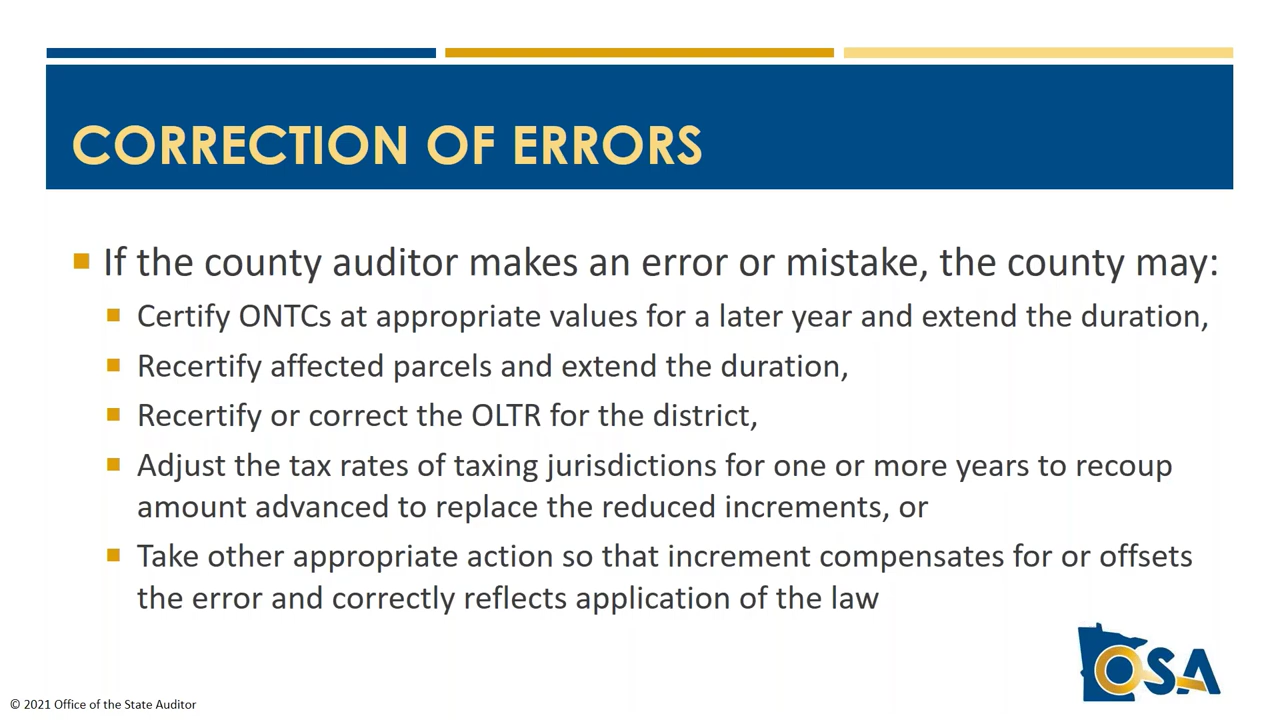 CORRECTION OF ERRORS
If the county auditor makes an error or mistake, the county may:
Certify ONTCs at appropriate values for a later year and extend the duration,
Recertify affected parcels and extend the duration,
Recertify or correct the OLTR for the district,
Adjust the tax rates of taxing jurisdictions for one or more years to recoup
amount advanced to replace the reduced increments, or
Take other appropriate action so that increment compensates for or offsets
the error and correctly reflects application of the law
OSA
© 2021 Office of the State Auditor